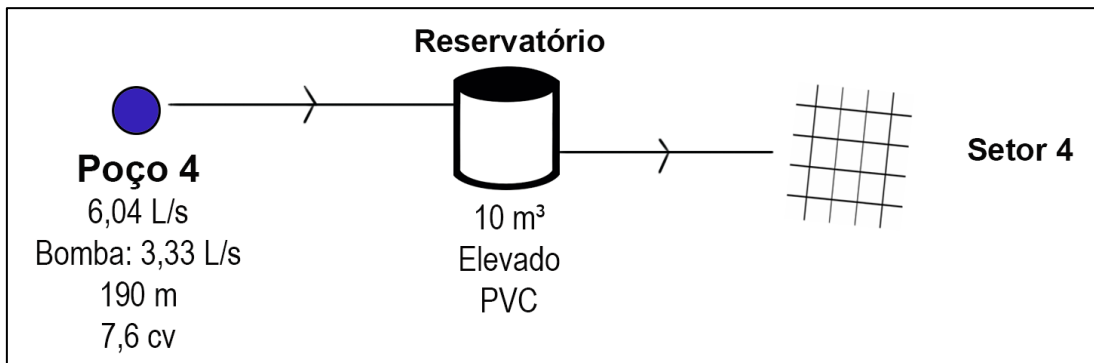 Reservatório
Poço 4
6,04 L/s
Bomba: 3,33 L/s
190 m
7,6 cv
10 m³
Elevado
PVC
Setor 4